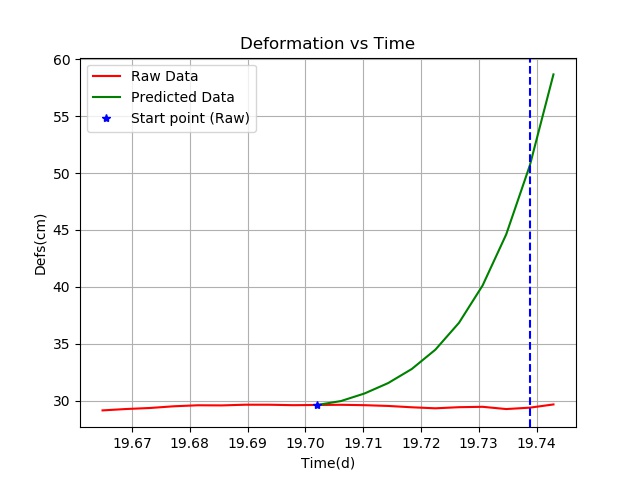 Deformation vs Time
Raw Data
Predicted Data
Start point (Raw)
60
55
50
45
40
35
30
Defs(cm)
19.67 19.68 19.69 19.70 19.71 19.72 19.73 19.74
Time(d)